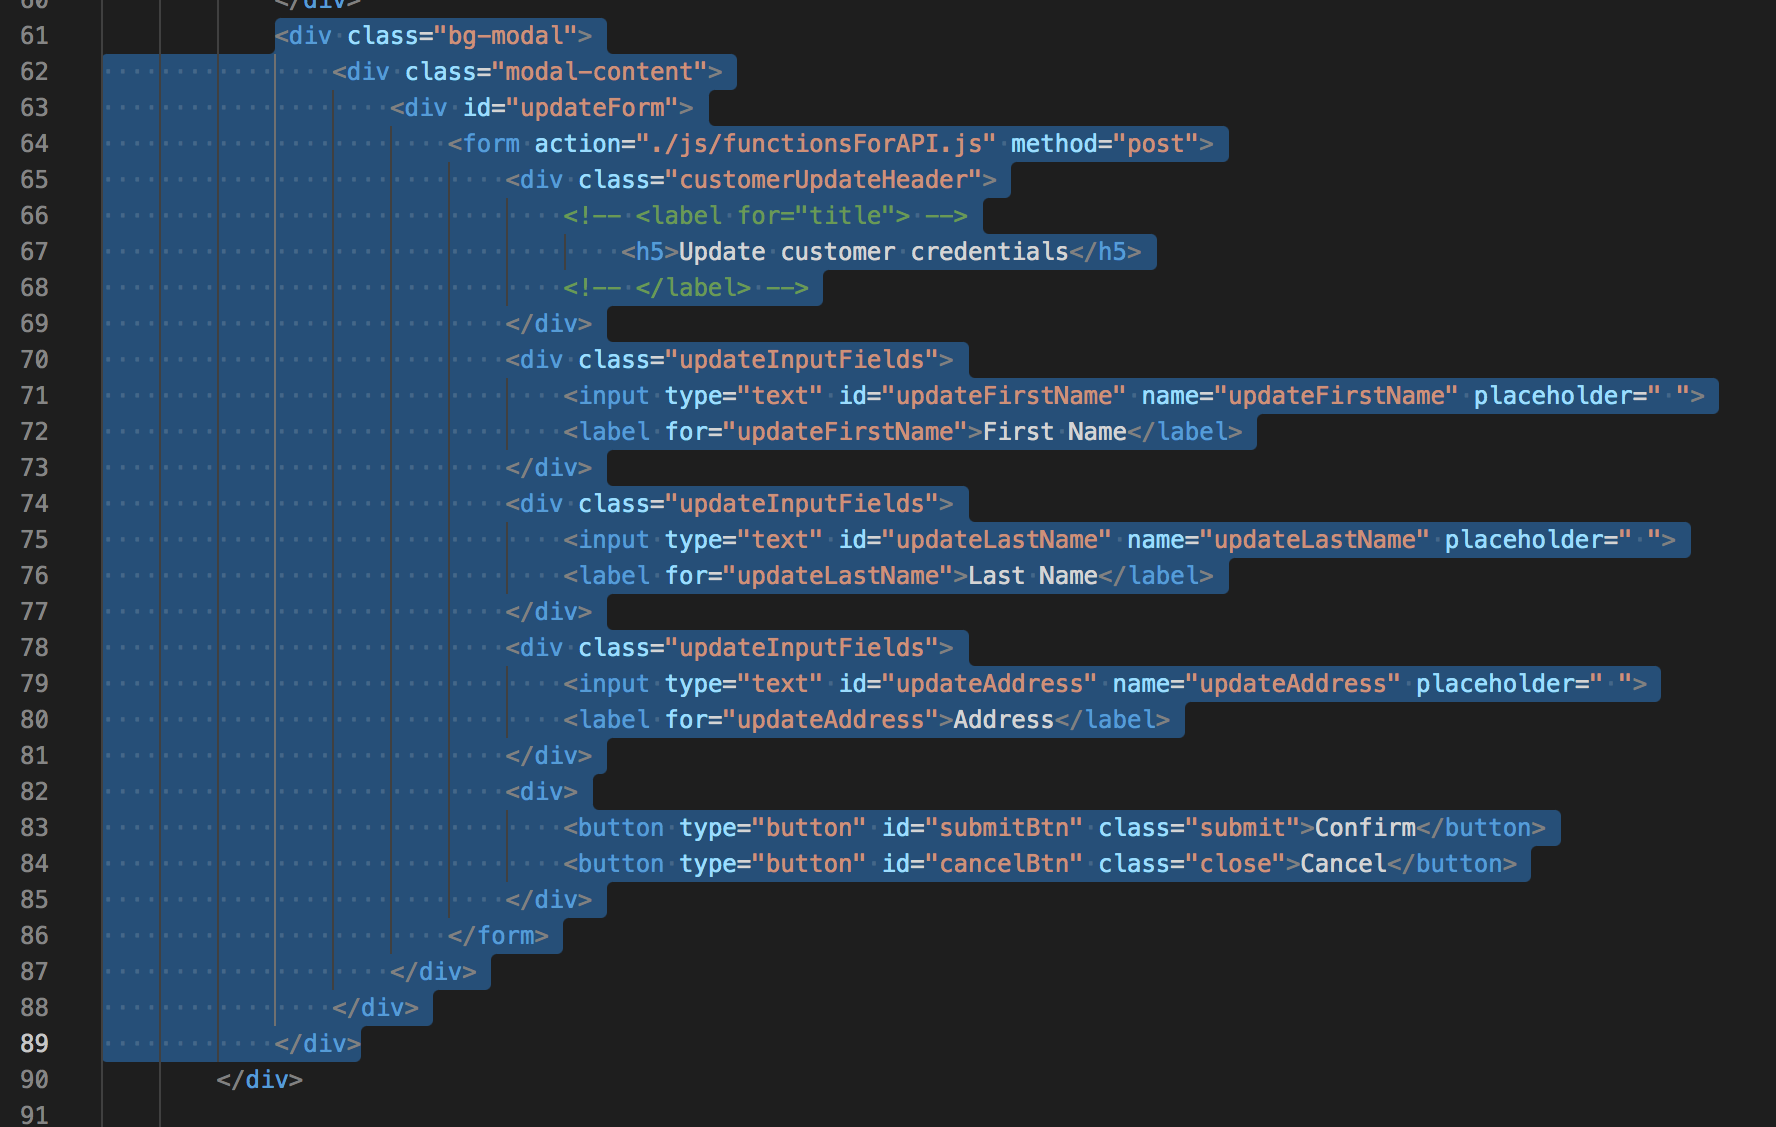 60 </div>
61 <div class="bg-modal">
62 <div class="modal-content">
63 <div id="updateForm">
64 <form action="./js/functionsForAPI.js" method="post">
65 <div class="customerUpdateHeader">
66 <!-- <label for="title"> -->
67 <h5>Update customer credentials</h5>
68 <!-- </label> -->
69 </div>
70 <div class="updateInputFields">
71 <input type="text" id="updateFirstName" name="updateFirstName" placeholder=" ">
72 <label for="updateFirstName">First Name</label>
73 </div>
74 <div class="updateInputFields">
75 <input type="text" id="updateLastName" name="updateLastName" placeholder=" ">
76 <label for="updateLastName">Last Name</label>
77 </div>
78 <div class="updateInputFields">
79 <input type="text" id="updateAddress" name="updateAddress" placeholder=" ">
80 <label for="updateAddress">Address</label>
81 </div>
82 <div>
83 <button type="button" id="submitBtn" class="submit">Confirm</button>
84 <button type="button" id="cancelBtn" class="close">Cancel</button>
85 </div>
86 </form>
87 </div>
88 </div>
89 </div>
90 </div>
91